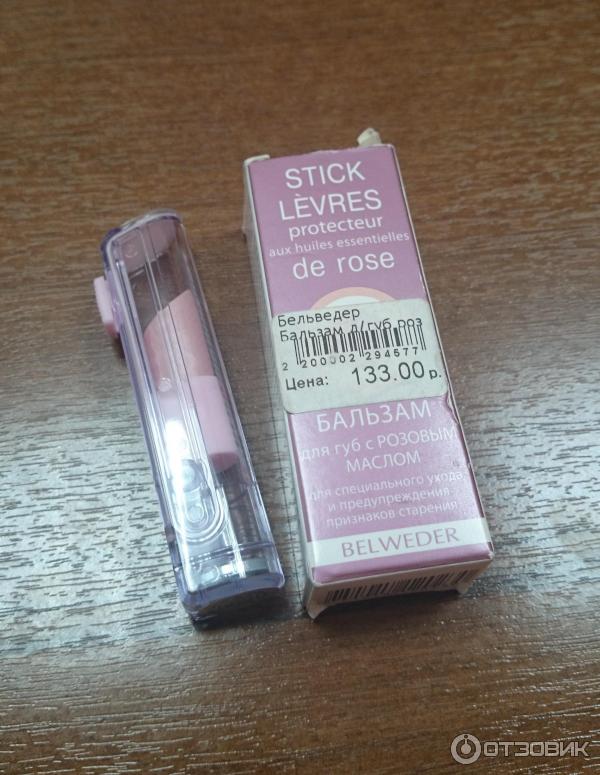 STICK
LÈVRES
protecteur
aux huiles essentielles
de rose
Бельведер
Бальзам д/губ роз
2 200002 294577
Цена: 133.00 р.
БАЛЬЗАМ
для губ с РОЗОВЫМ
МАСЛОМ
для специального ухода
и предупреждения
признаков старения
BELWEDER
ОТЗОВИК